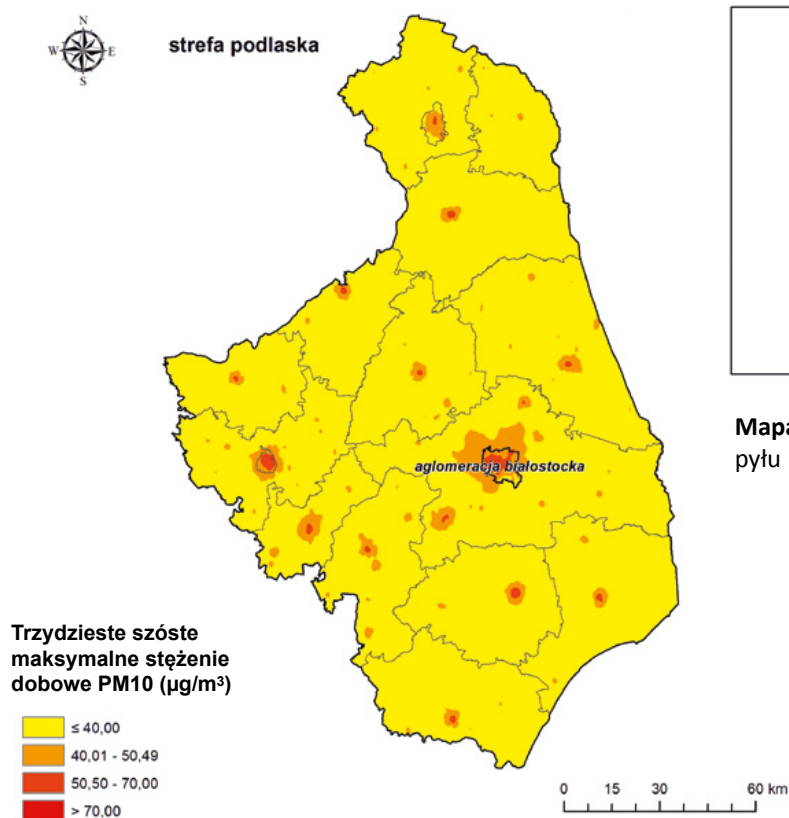 N
W E
S
strefa podlaska
aglomeracja białostocka
Mapa
pyłu
Trzydzieste szóste
maksymalne stężenie
dobowe PM10 (µg/m³)
≤ 40,00
40,01 - 50,49
50,50 - 70,00
> 70,00
0 15 30 60 km